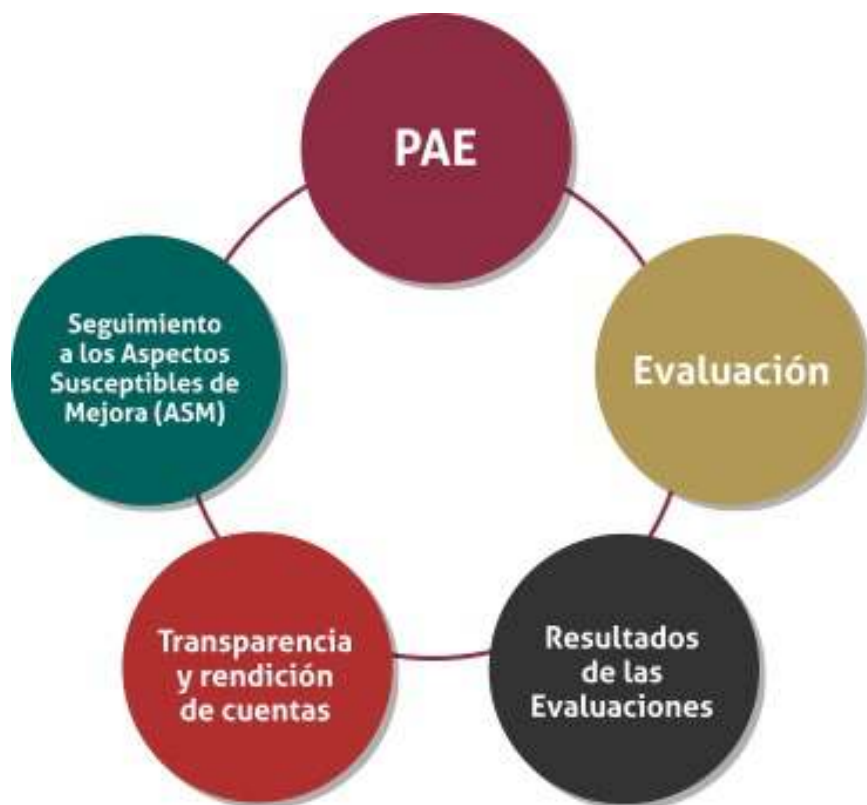 PAE
Evaluación
Resultados
de las
Evaluaciones
Transparencia
y rendición
de cuentas
Seguimiento
a los Aspectos
Susceptibles de
Mejora (ASM)